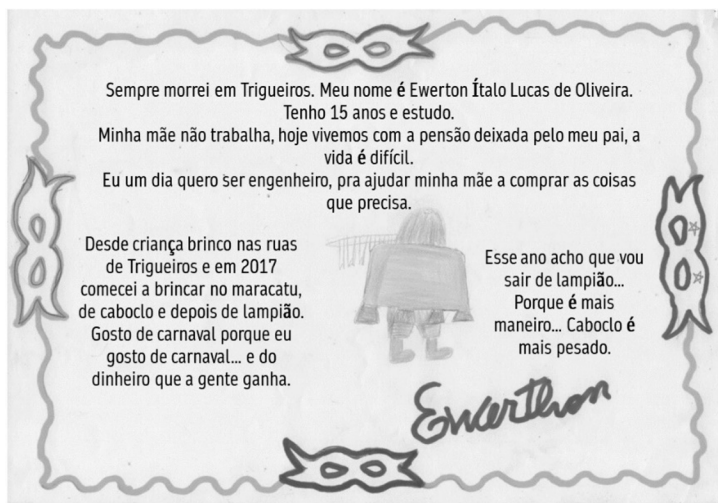 Sempre morrei em Trigueiros. Meu nome é Ewerton Ítalo Lucas de Oliveira.
Tenho 15 anos e estudo.
Minha mãe não trabalha, hoje vivemos com a pensão deixada pelo meu pai, a
vida é difícil.
Eu um dia quero ser engenheiro, pra ajudar minha mãe a comprar as coisas
que precisa.
Desde criança brinco nas ruas
de Trigueiros e em 2017
comecei a brincar no maracatu,
de caboclo e depois de lampião.
Gosto de carnaval porque eu
gosto de carnaval... e do
dinheiro que a gente ganha.
Esse ano acho que vou
sair de lampião...
Porque é mais
maneiro... Caboclo é
mais pesado.
Ewerthon